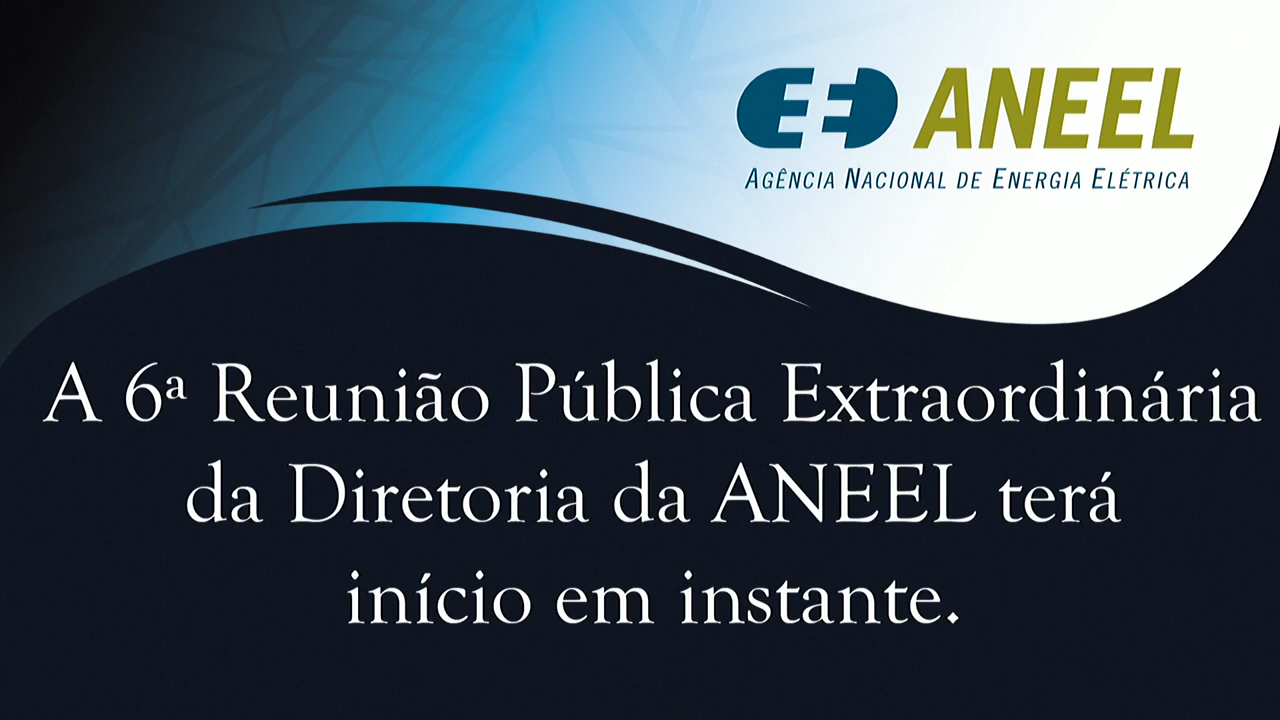 ANEEL
AGÊNCIA NACIONAL DE ENERGIA ELÉTRICA
A 6ª Reunião Pública Extraordinária
da Diretoria da ANEEL terá
início em instante.